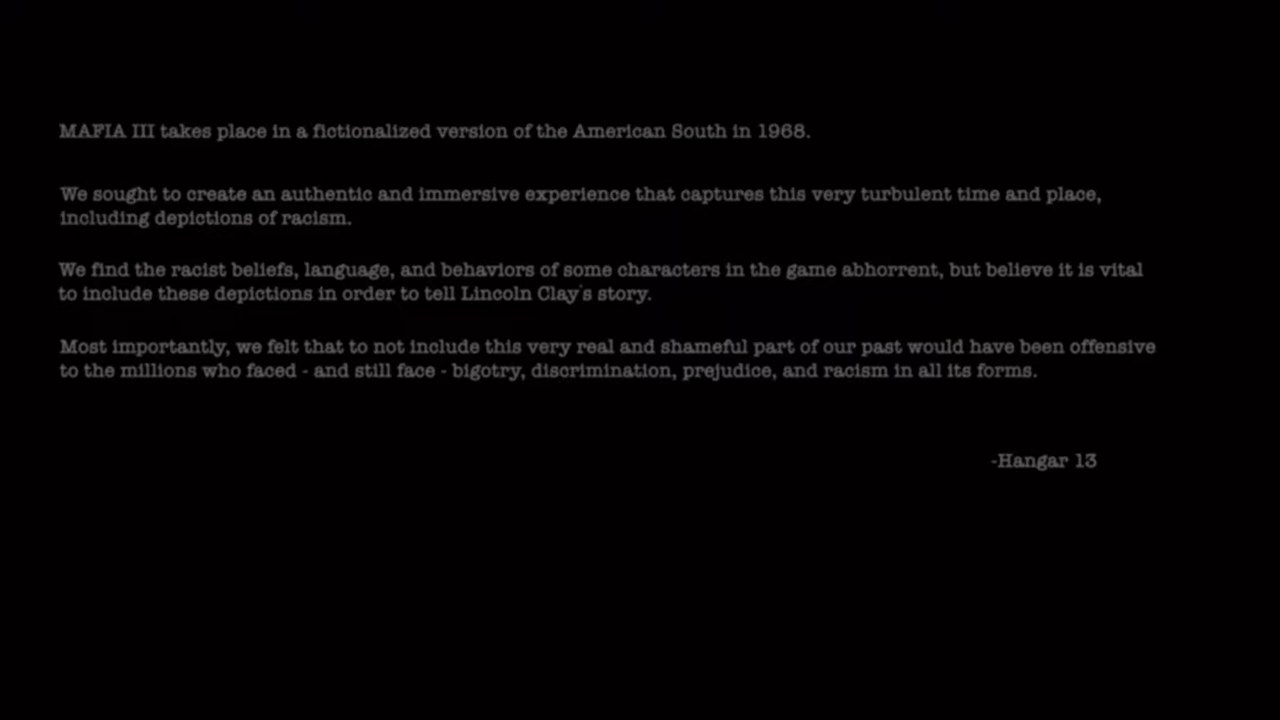 MAFIA III takes place in a fictionalized version of the American South in 1968.
We sought to create an authentic and immersive experience that captures this very turbulent time and place,
including depictions of racism.
We find the racist beliefs, language, and behaviors of some characters in the game abhorrent, but believe it is vital
to include these depictions in order to tell Lincoln Clay's story.
Most importantly, we felt that to not include this very real and shameful part of our past would have been offensive
to the millions who faced - and still face - bigotry, discrimination, prejudice, and racism in all its forms.
-Hangar 13